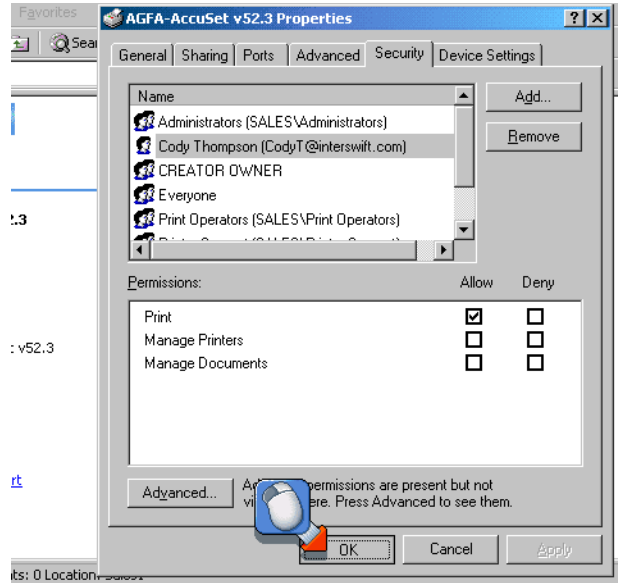 Favorites
AGFA-AccuSet v52.3 Properties
Sear
General Sharing Ports Advanced Security Device Settings
Name
Add...
Administrators (SALES\Administrators)
Remove
Cody Thompson (CodyT@interswift.com)
CREATOR OWNER
Everyone
2.3
Print Operators (SALES\Print Operators)
Permissions: Allow Deny
Print
Manage Printers
v52.3
Manage Documents
rt
Advanced...
permissions are present but not
ere. Press Advanced to see them.
OK Cancel Apply
ts: 0 Location: